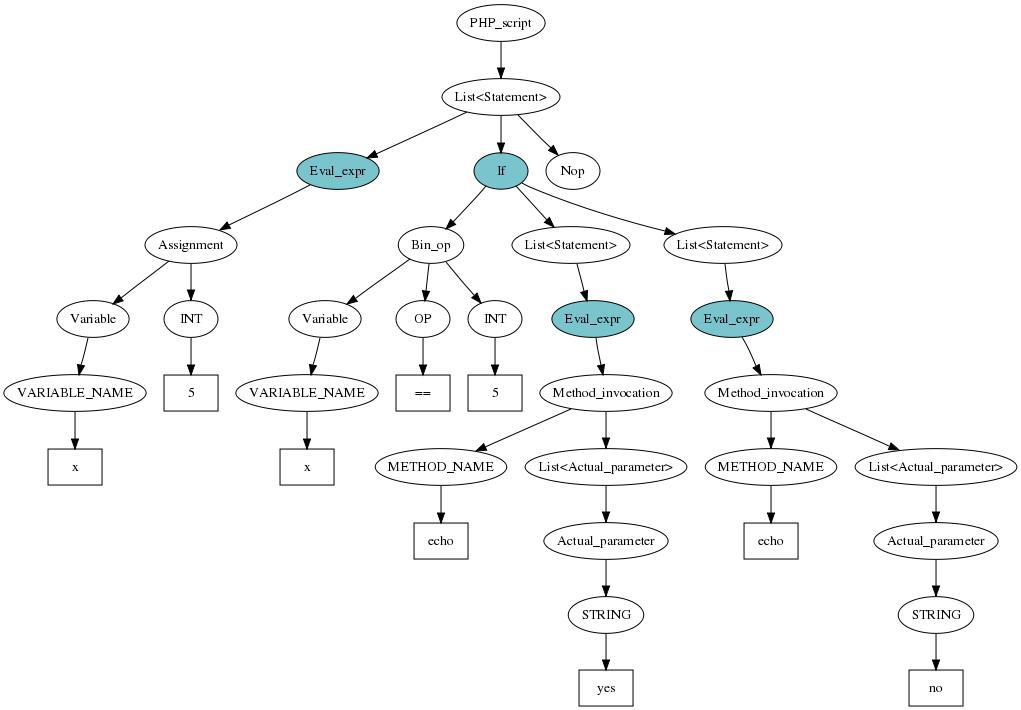 PHP_script
List<Statement>
Eval_expr If Nop
Assignment Bin_op List<Statement> List<Statement>
Variable INT Variable OP INT Eval_expr Eval_expr
VARIABLE_NAME 5 VARIABLE_NAME == 5 Method_invocation Method_invocation
x x METHOD_NAME List<Actual_parameter> METHOD_NAME List<Actual_parameter>
echo Actual_parameter echo Actual_parameter
STRING STRING
yes no